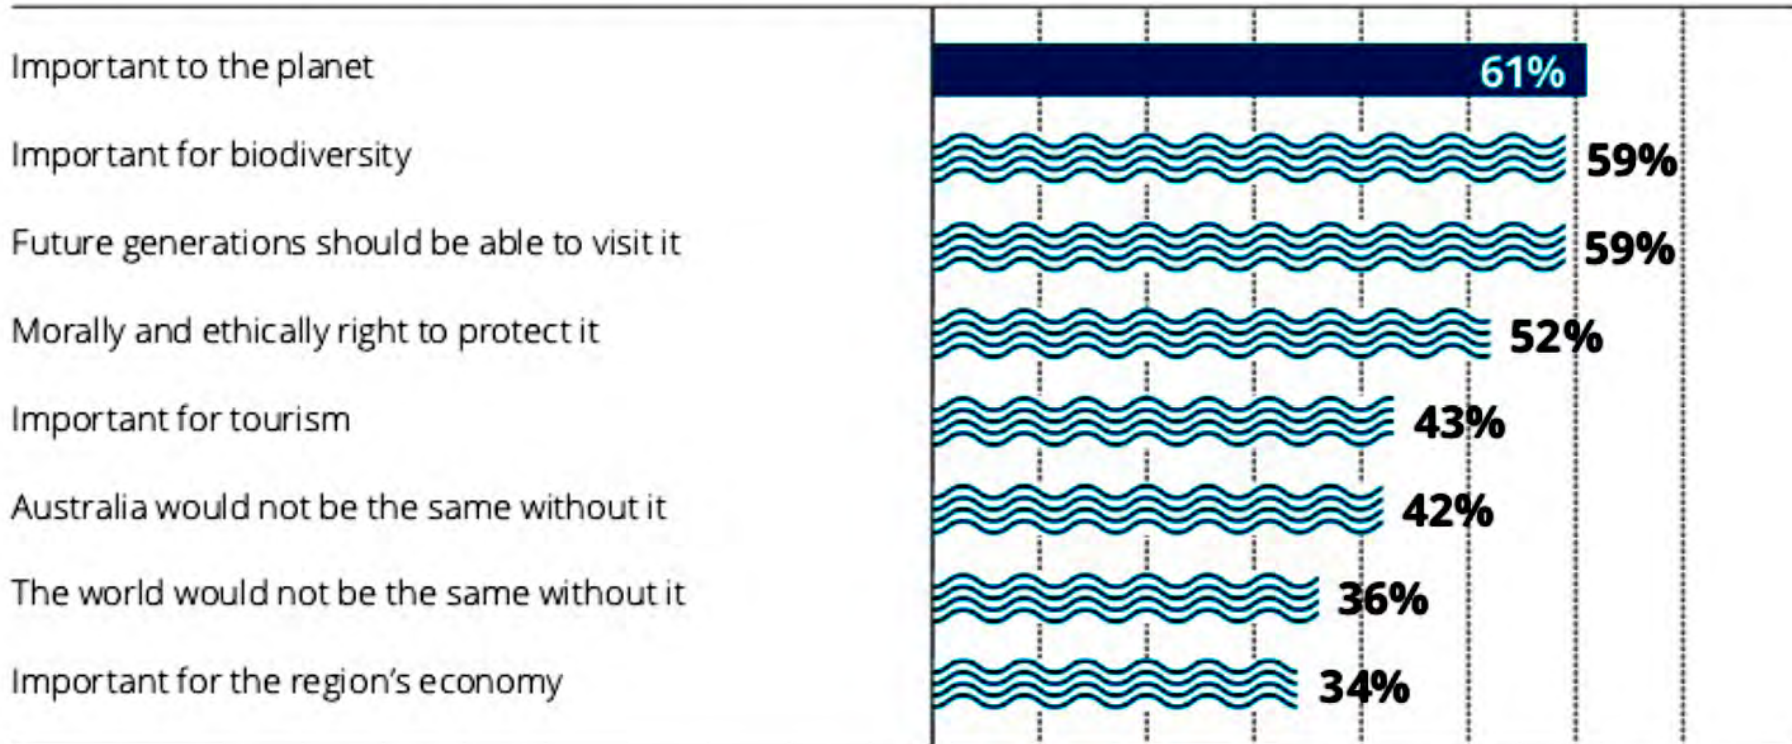 Important to the planet 61%
Important for biodiversity 59%
Future generations should be able to visit it 59%
Morally and ethically right to protect it 52%
Important for tourism 43%
Australia would not be the same without it 42%
The world would not be the same without it 36%
Important for the region's economy 34%